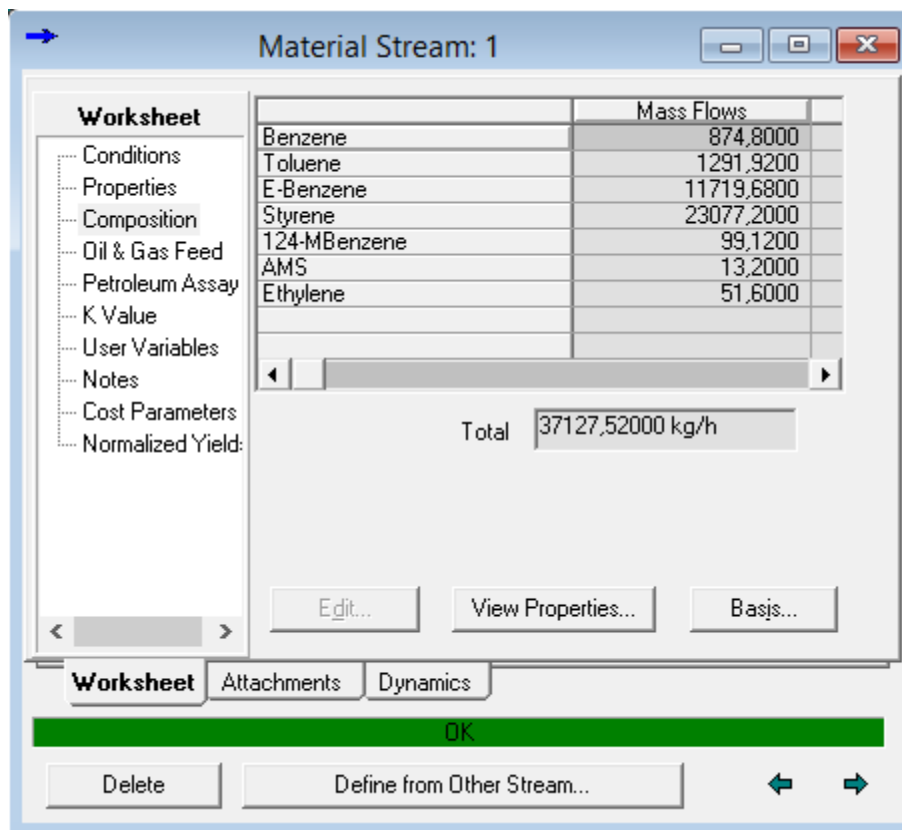 Material Stream: 1
Worksheet
Conditions
Properties
Composition
Oil & Gas Feed
Petroleum Assay
K Value
User Variables
Notes
Cost Parameters
Normalized Yield:
Mass Flows
Benzene 874,8000
Toluene 1291,9200
E-Benzene 11719,6800
Styrene 23077,2000
124-MBenzene 99,1200
AMS 13,2000
Ethylene 51,6000
Total 37127,52000 kg/h
Edit... View Properties... Basis...
Worksheet Attachments Dynamics
OK
Delete Define from Other Stream...